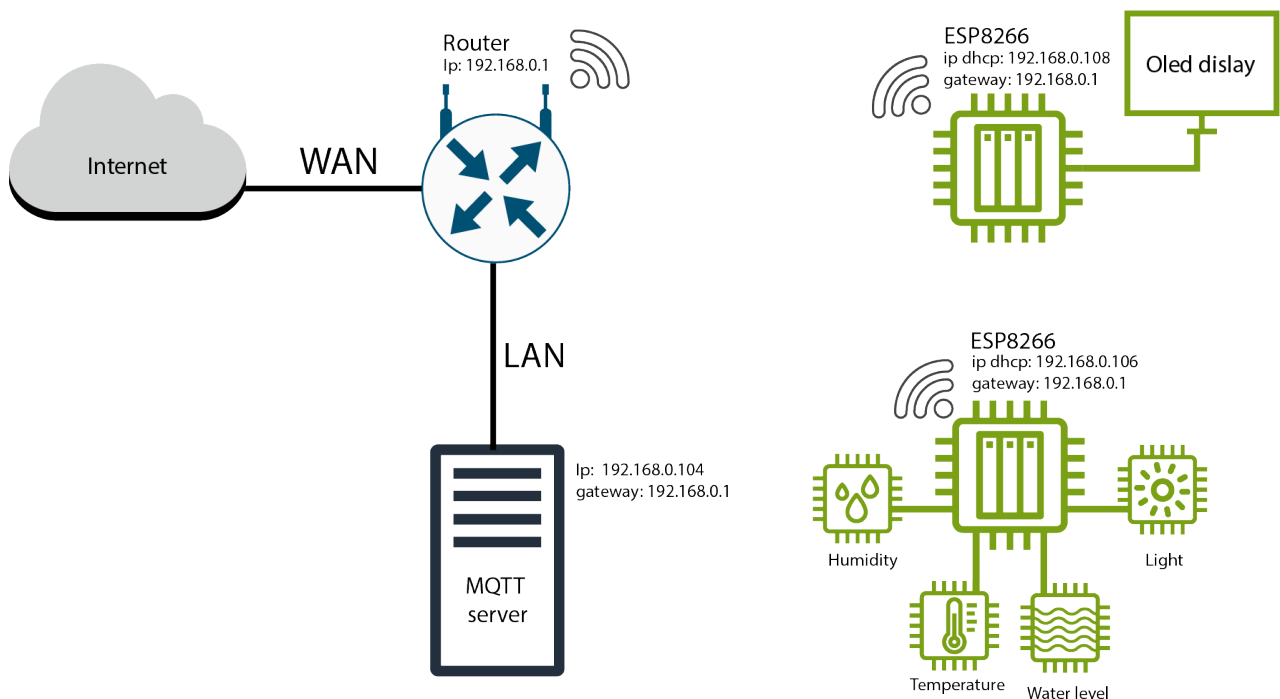 Router
Ip: 192.168.0.1
Internet
WAN
LAN
Ip:  192.168.0.104
gateway: 192.168.0.1
MQTT
server
ESP8266
ip dhcp: 192.168.0.108
gateway: 192.168.0.1
Oled dislay
ESP8266
ip dhcp: 192.168.0.106
gateway: 192.168.0.1
Humidity
Light
Temperature
Water level